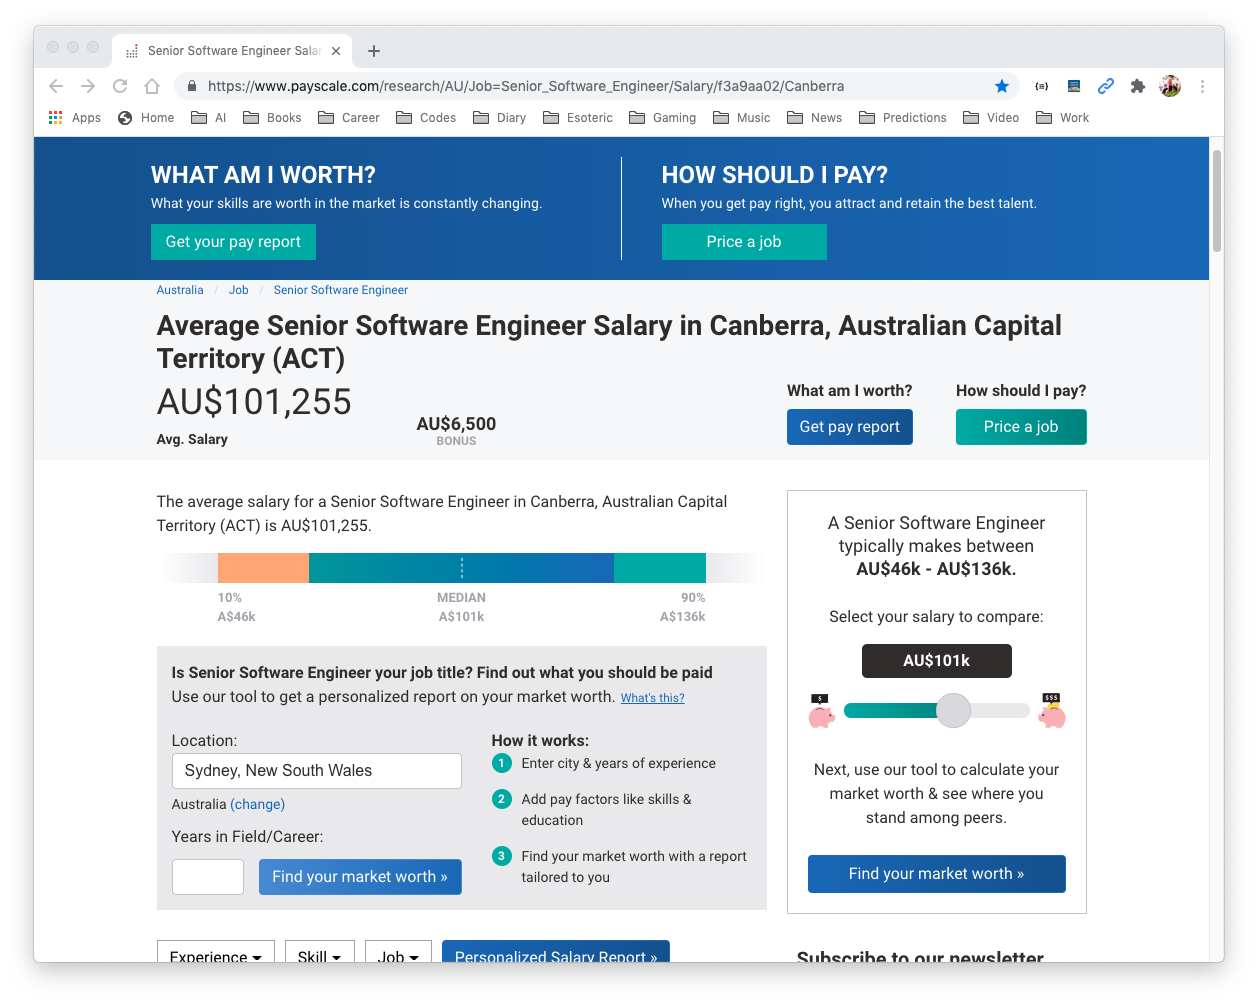 Senior Software Engineer Salar
https://www.payscale.com/research/AU/Job=Senior_Software_Engineer/Salary/f3a9aa02/Canberra
Apps Home AI Books Career Codes Diary Esoteric Gaming Music News Predictions Video Work
WHAT AM I WORTH?
What your skills are worth in the market is constantly changing.
Get your pay report
HOW SHOULD I PAY?
When you get pay right, you attract and retain the best talent.
Price a job
Australia / Job / Senior Software Engineer
Average Senior Software Engineer Salary in Canberra, Australian Capital
Territory (ACT)
AU$101,255
Avg. Salary
AU$6,500
BONUS
What am I worth?
Get pay report
How should I pay?
Price a job
The average salary for a Senior Software Engineer in Canberra, Australian Capital
Territory (ACT) is AU$101,255.
10%
A$46k
MEDIAN
A$101k
90%
A$136k
Is Senior Software Engineer your job title? Find out what you should be paid
Use our tool to get a personalized report on your market worth. What's this?
Location:
Sydney, New South Wales
Australia (change)
Years in Field/Career:
Find your market worth »
How it works:
1 Enter city & years of experience
2 Add pay factors like skills &
education
3 Find your market worth with a report
tailored to you
A Senior Software Engineer
typically makes between
AU$46k - AU$136k.
Select your salary to compare:
AU$101k
$
$$$
Next, use our tool to calculate your
market worth & see where you
stand among peers.
Find your market worth »
Experience
Skill
Job
Personalized Salary Report »
Subscribe to our newsletter